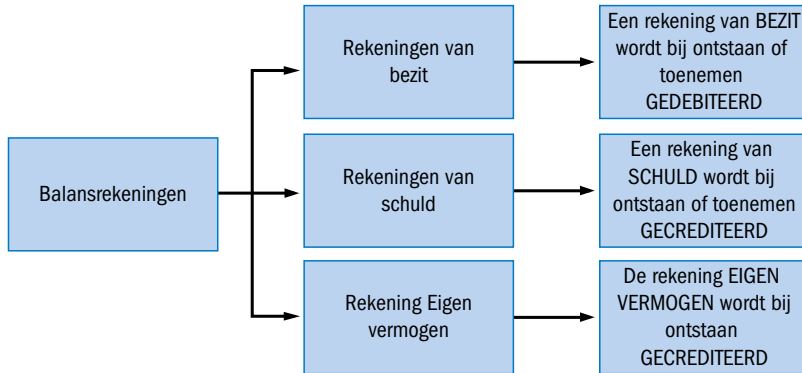 Balansrekeningen
Rekeningen van
bezit
Een rekening van BEZIT
wordt bij ontstaan of
toenemen
GEDEBITEERD
Rekeningen van
schuld
Een rekening van
SCHULD wordt bij
ontstaan of toenemen
GECREDITEERD
Rekening Eigen
vermogen
De rekening EIGEN
VERMOGEN wordt bij
ontstaan
GECREDITEERD